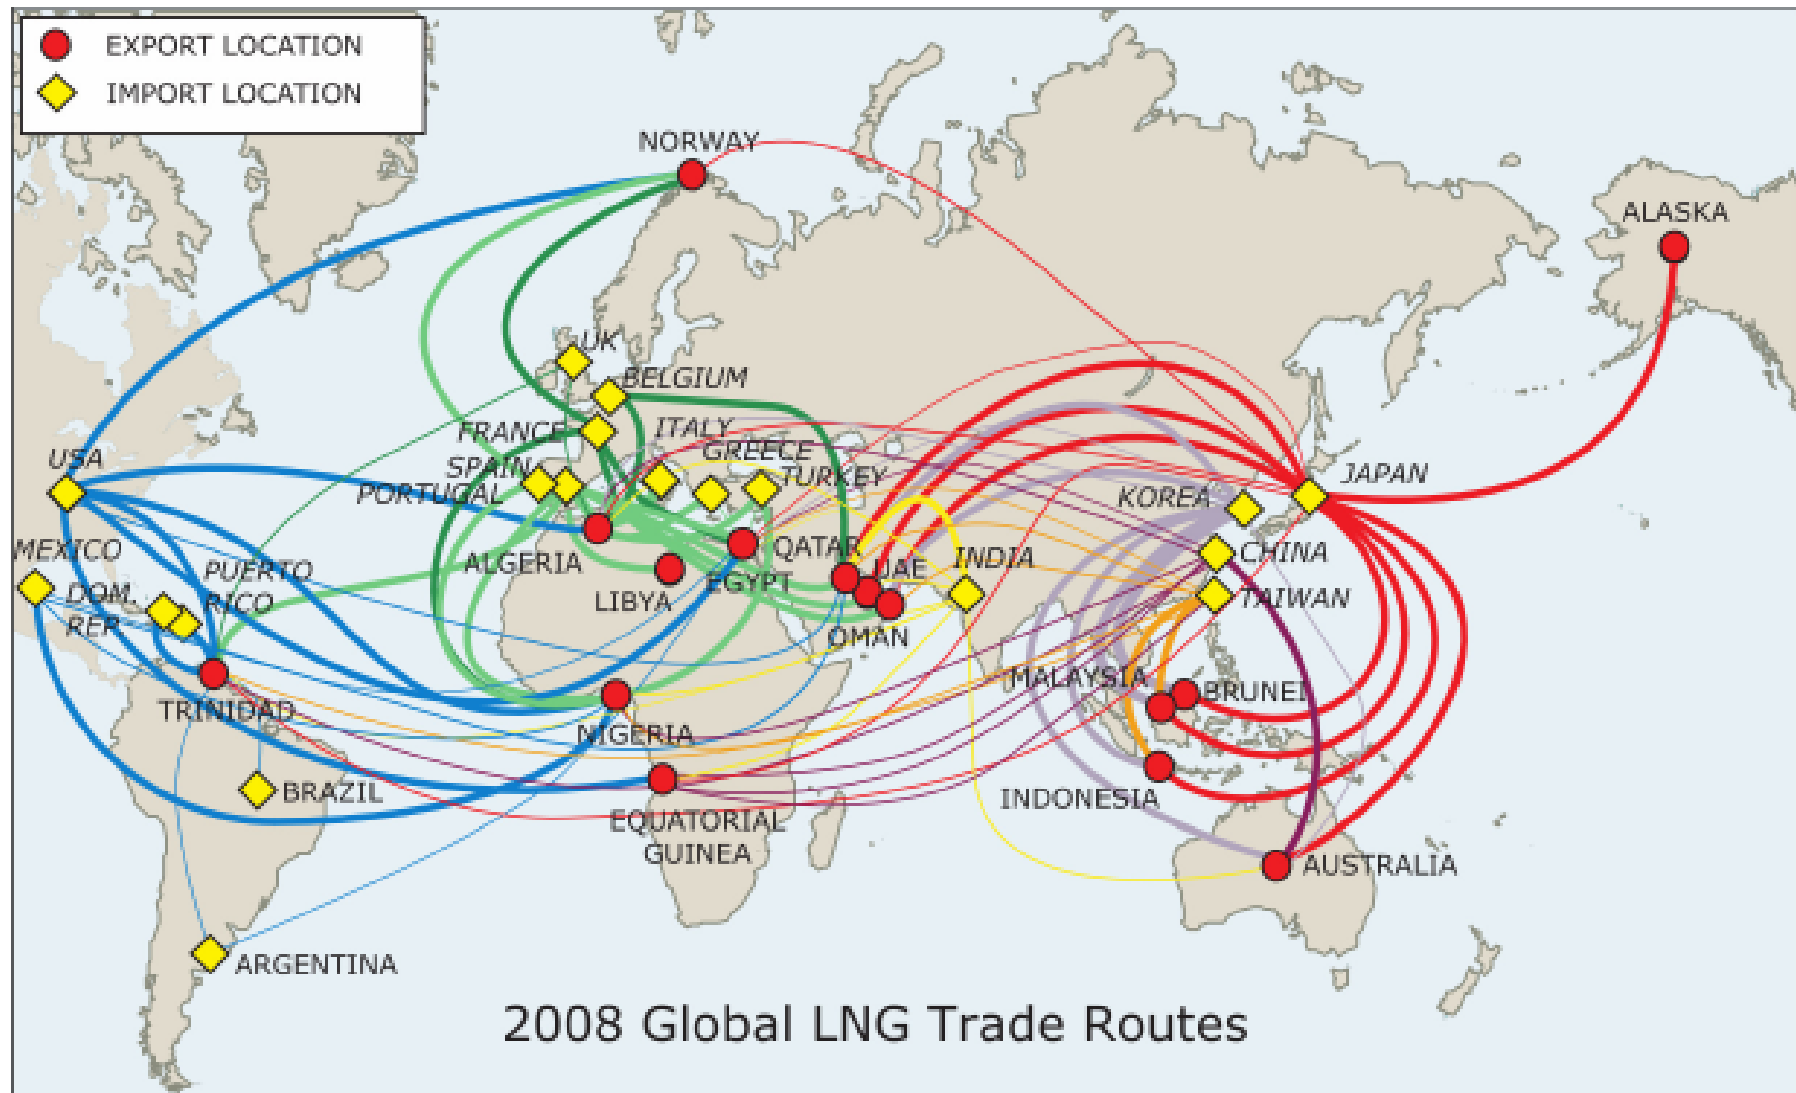 EXPORT LOCATION
IMPORT LOCATION
NORWAY
ALASKA
UK
BELGIUM
FRANCE
ITALY
GREECE
USA
SPAIN
TURKEY
JAPAN
PORTUGAL
KOREA
MEXICO
ALGERIA
QATAR
INDIA
CHINA
PUERTO
RICO
EGYPT
UAE
DOM.
RER
LIBYA
TAIWAN
OMAN
MALAYSIA
BRUNEI
TRINIDAD
NIGERIA
BRAZIL
INDONESIA
EQUATORIAL
GUINEA
AUSTRALIA
ARGENTINA
2008 Global LNG Trade Routes